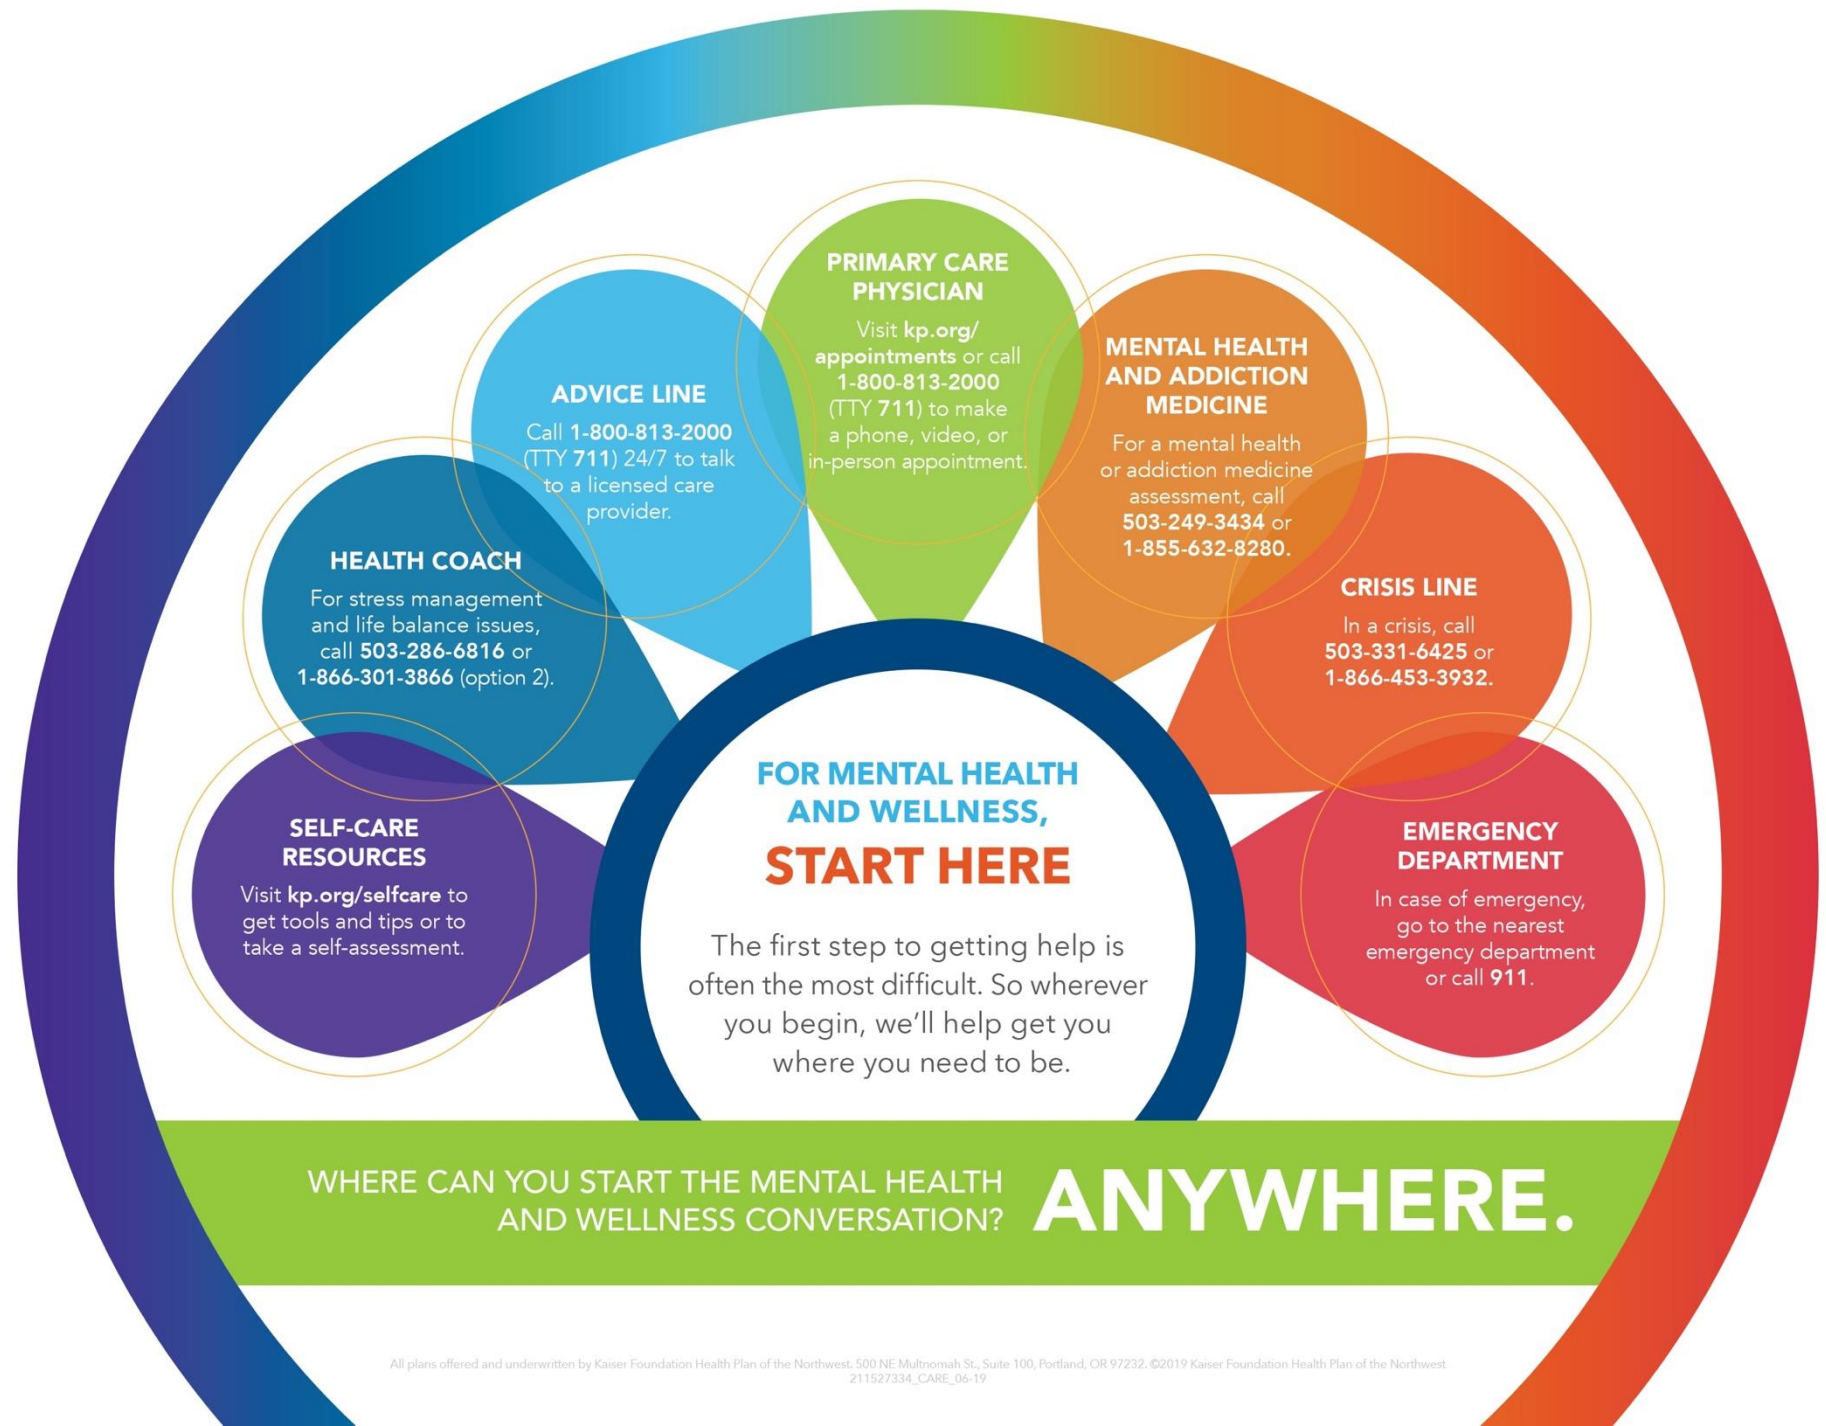 PRIMARY CARE
PHYSICIAN
Visit kp.org/
appointments or call
1-800-813-2000
(TTY 711) to make
a phone, video, or
in-person appointment.
ADVICE LINE
Call 1-800-813-2000
(TTY 711) 24/7 to talk
to a licensed care
provider.
MENTAL HEALTH
AND ADDICTION
MEDICINE
For a mental health
or addiction medicine
assessment, call
503-249-3434 or
1-855-632-8280.
HEALTH COACH
For stress management
and life balance issues,
call 503-286-6816 or
1-866-301-3866 (option 2).
CRISIS LINE
In a crisis, call
503-331-6425 or
1-866-453-3932.
SELF-CARE
RESOURCES
Visit kp.org/selfcare to
get tools and tips or to
take a self-assessment.
FOR MENTAL HEALTH
AND WELLNESS,
START HERE
The first step to getting help is
often the most difficult. So wherever
you begin, we'll help get you
where you need to be.
EMERGENCY
DEPARTMENT
In case of emergency,
go to the nearest
emergency department
or call 911.
WHERE CAN YOU START THE MENTAL HEALTH
AND WELLNESS CONVERSATION?
ANYWHERE.
All plans offered and underwritten by Kaiser Foundation Health Plan of the Northwest. 500 NE Multnomah St., Suite 100, Portland, OR 97232. ©2019 Kaiser Foundation Health Plan of the Northwest
211527334_CARE_06-19